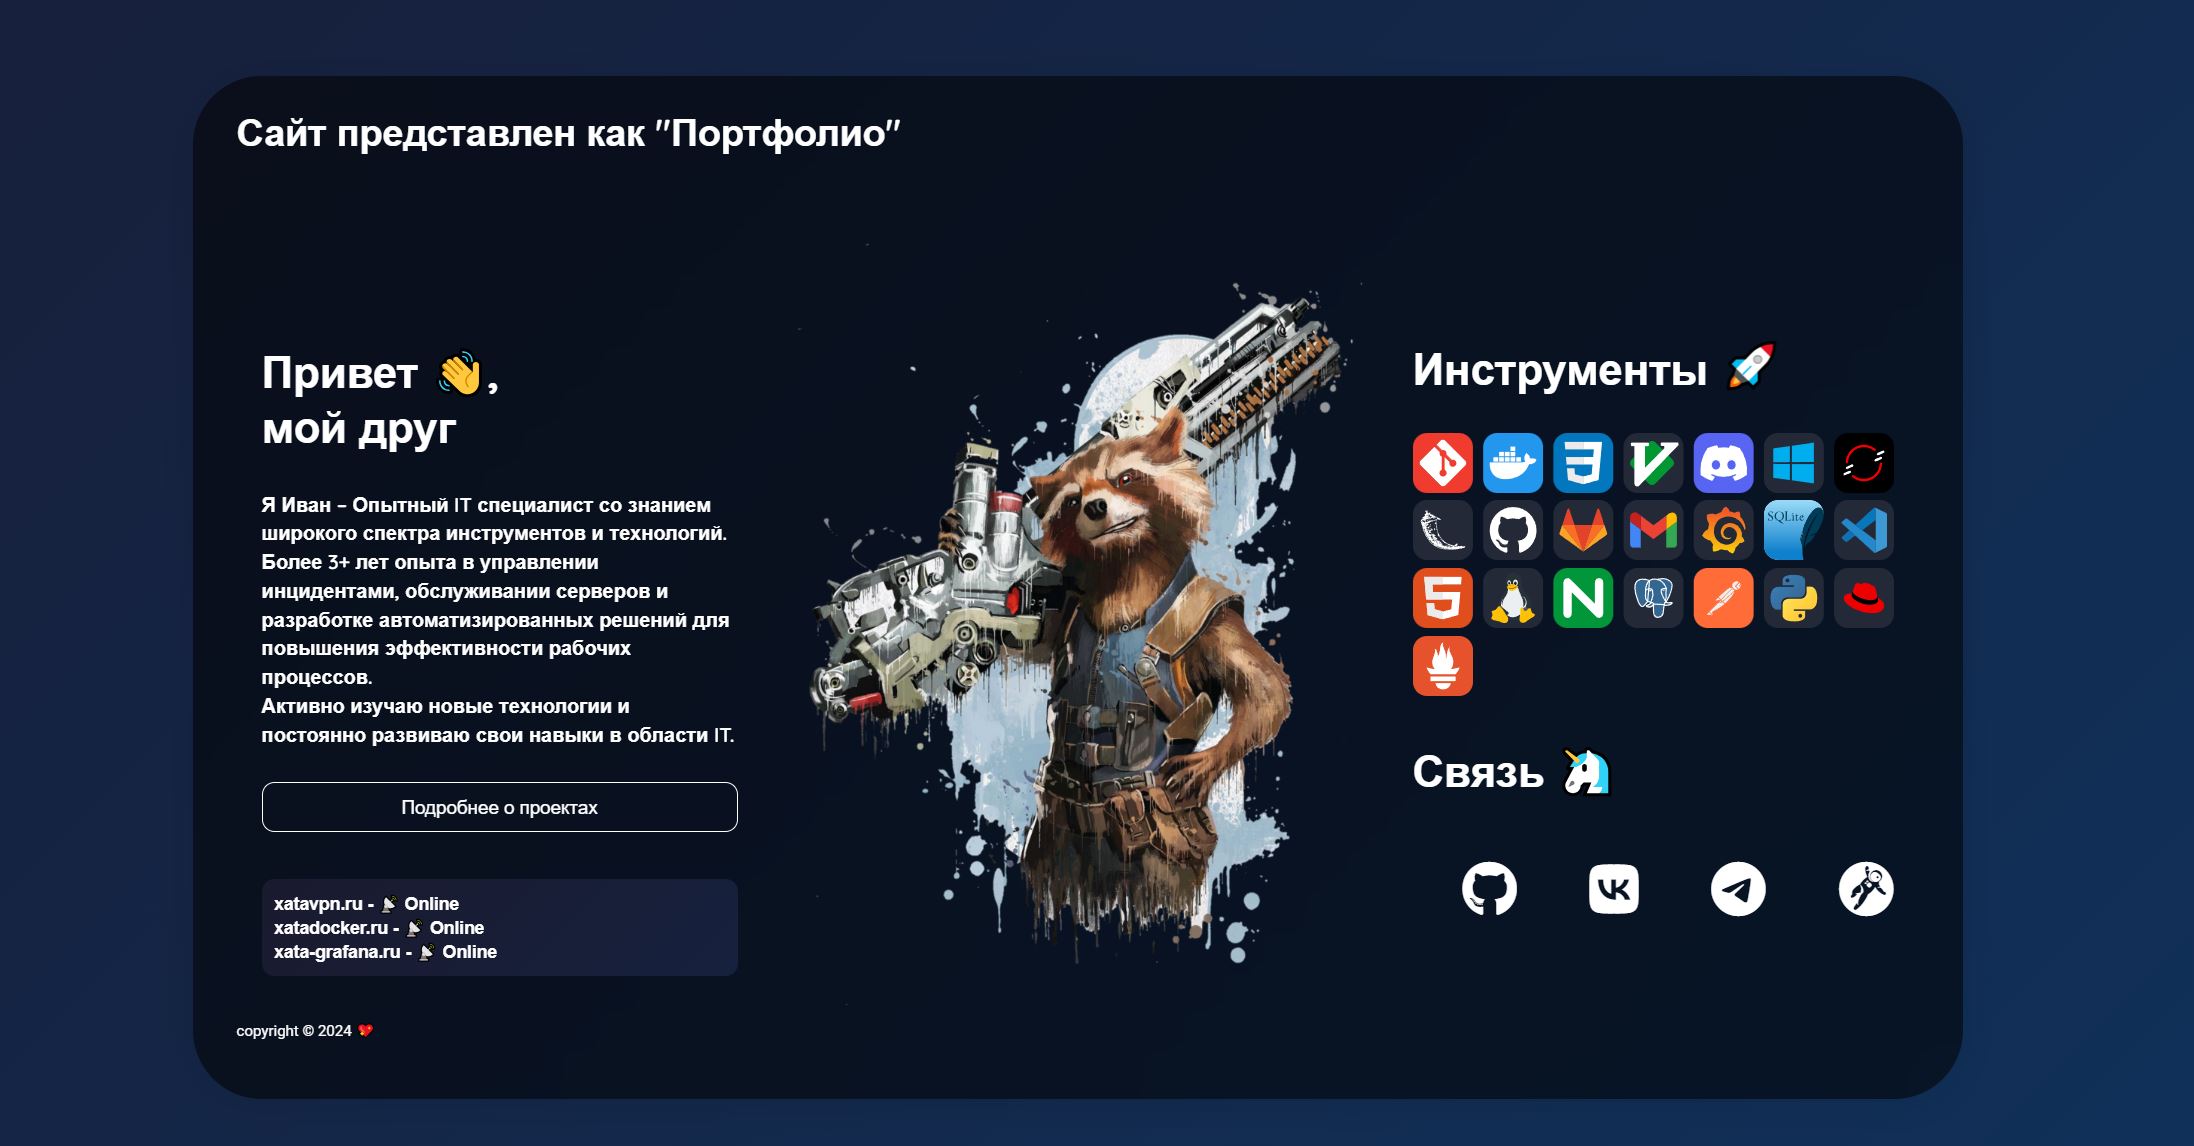 Сайт представлен как "Портфолио"
Привет 👋,
мой друг
Я Иван – Опытный IT специалист со знанием
широкого спектра инструментов и технологий.
Более 3+ лет опыта в управлении
инцидентами, обслуживании серверов и
разработке автоматизированных решений для
повышения эффективности рабочих
процессов.
Активно изучаю новые технологии и
постоянно развиваю свои навыки в области IT.
Подробнее о проектах
xatavpn.ru - 📡 Online
xatadocker.ru - 📡 Online
xata-grafana.ru - 📡 Online
copyright © 2024 💖
Инструменты 🚀
SQLite
Связь 🦄